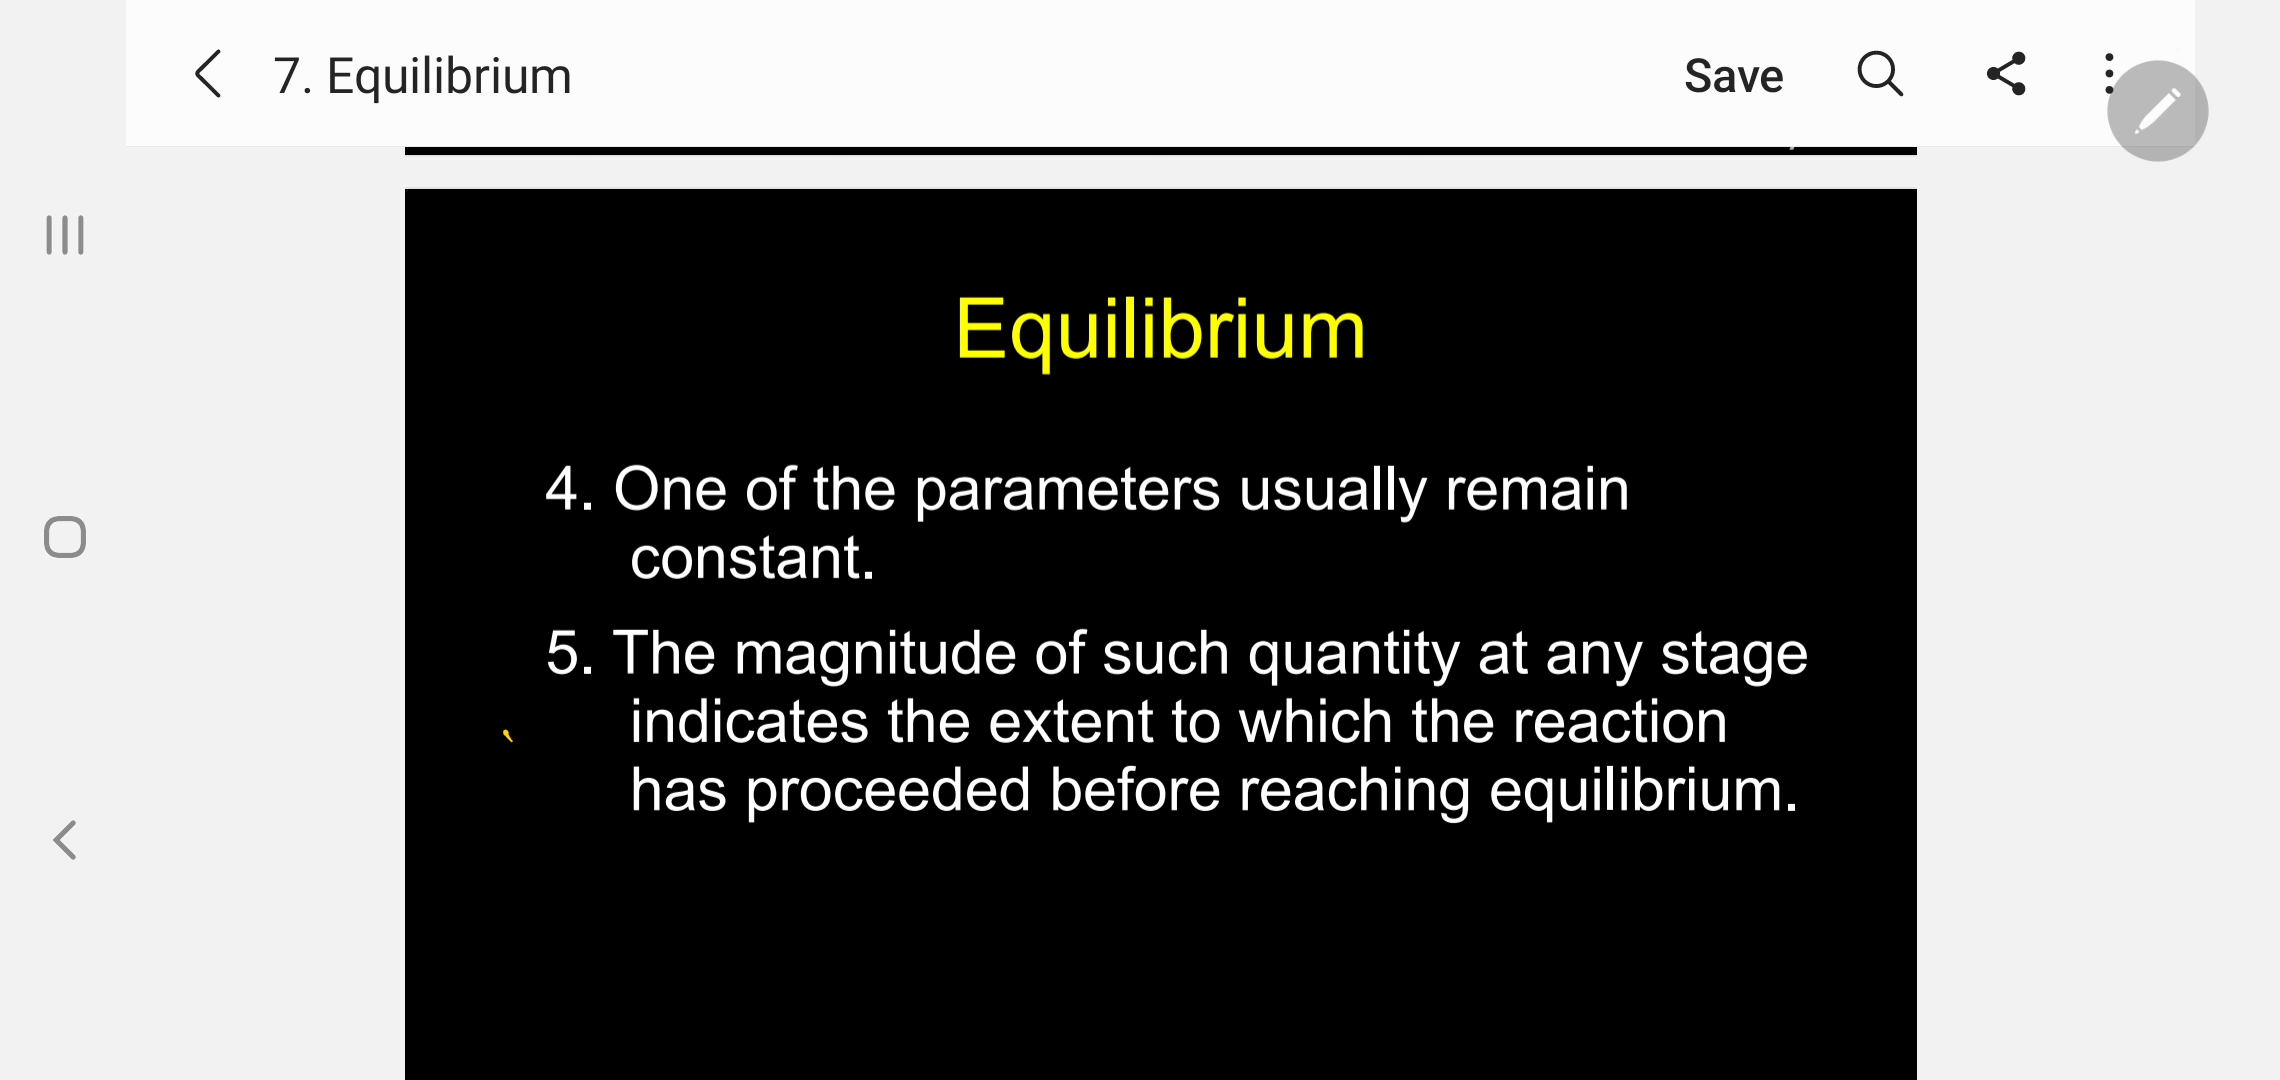 7. Equilibrium
Save
Equilibrium
4. One of the parameters usually remain
constant.
5. The magnitude of such quantity at any stage
indicates the extent to which the reaction
has proceeded before reaching equilibrium.